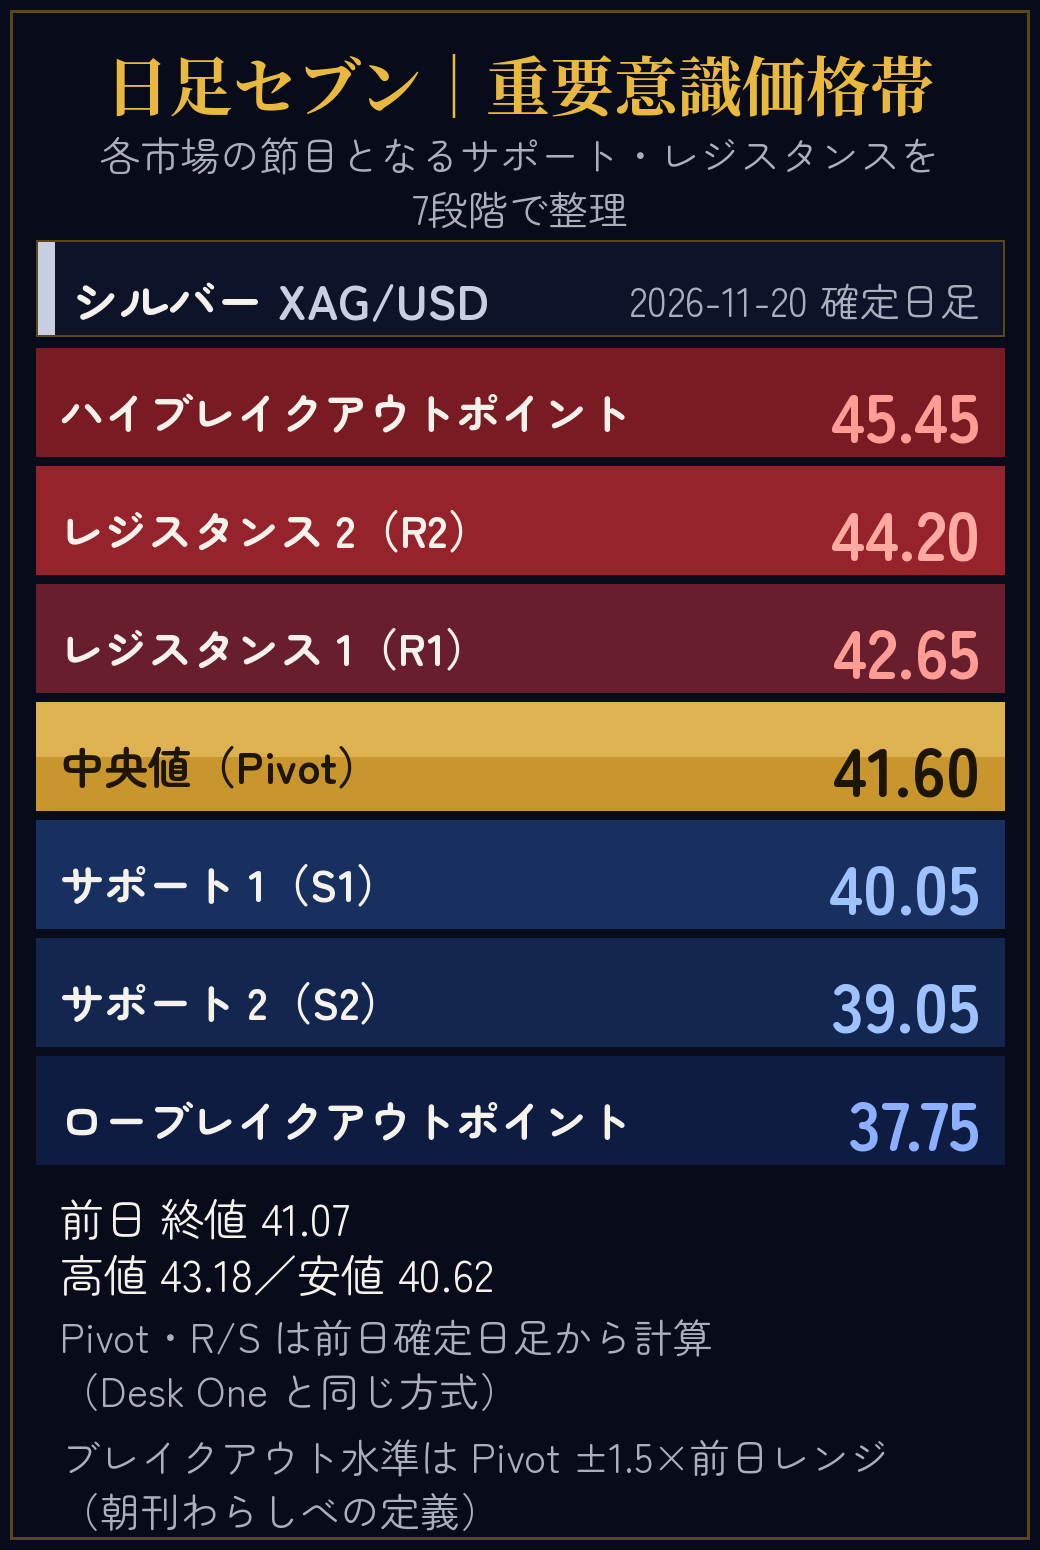 日足セブン｜重要意識価格帯
各市場の節目となるサポート・レジスタンスを
7段階で整理
シルバー XAG/USD 2026-11-20 確定日足
ハイブレイクアウトポイント 45.45
レジスタンス 2（R2） 44.20
レジスタンス 1（R1） 42.65
中央値（Pivot） 41.60
サポート 1（S1） 40.05
サポート 2（S2） 39.05
ローブレイクアウトポイント 37.75
前日 終値 41.07
高値 43.18／安値 40.62
Pivot・R/S は前日確定日足から計算
（Desk One と同じ方式）
ブレイクアウト水準は Pivot ±1.5×前日レンジ
（朝刊わらしべの定義）